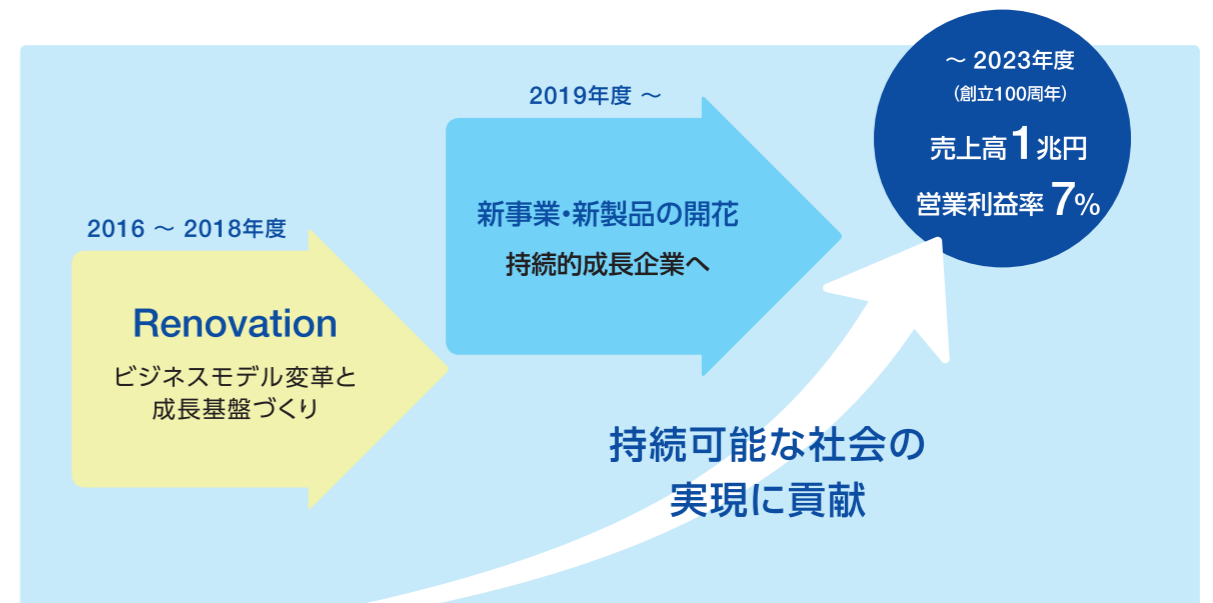 2016 ～ 2018年度
Renovation
ビジネスモデル変革と
成長基盤づくり
2019年度 ～
新事業・新製品の開花
持続的成長企業へ
～ 2023年度
(創立100周年)
売上高1兆円
営業利益率 7%
持続可能な社会の
実現に貢献